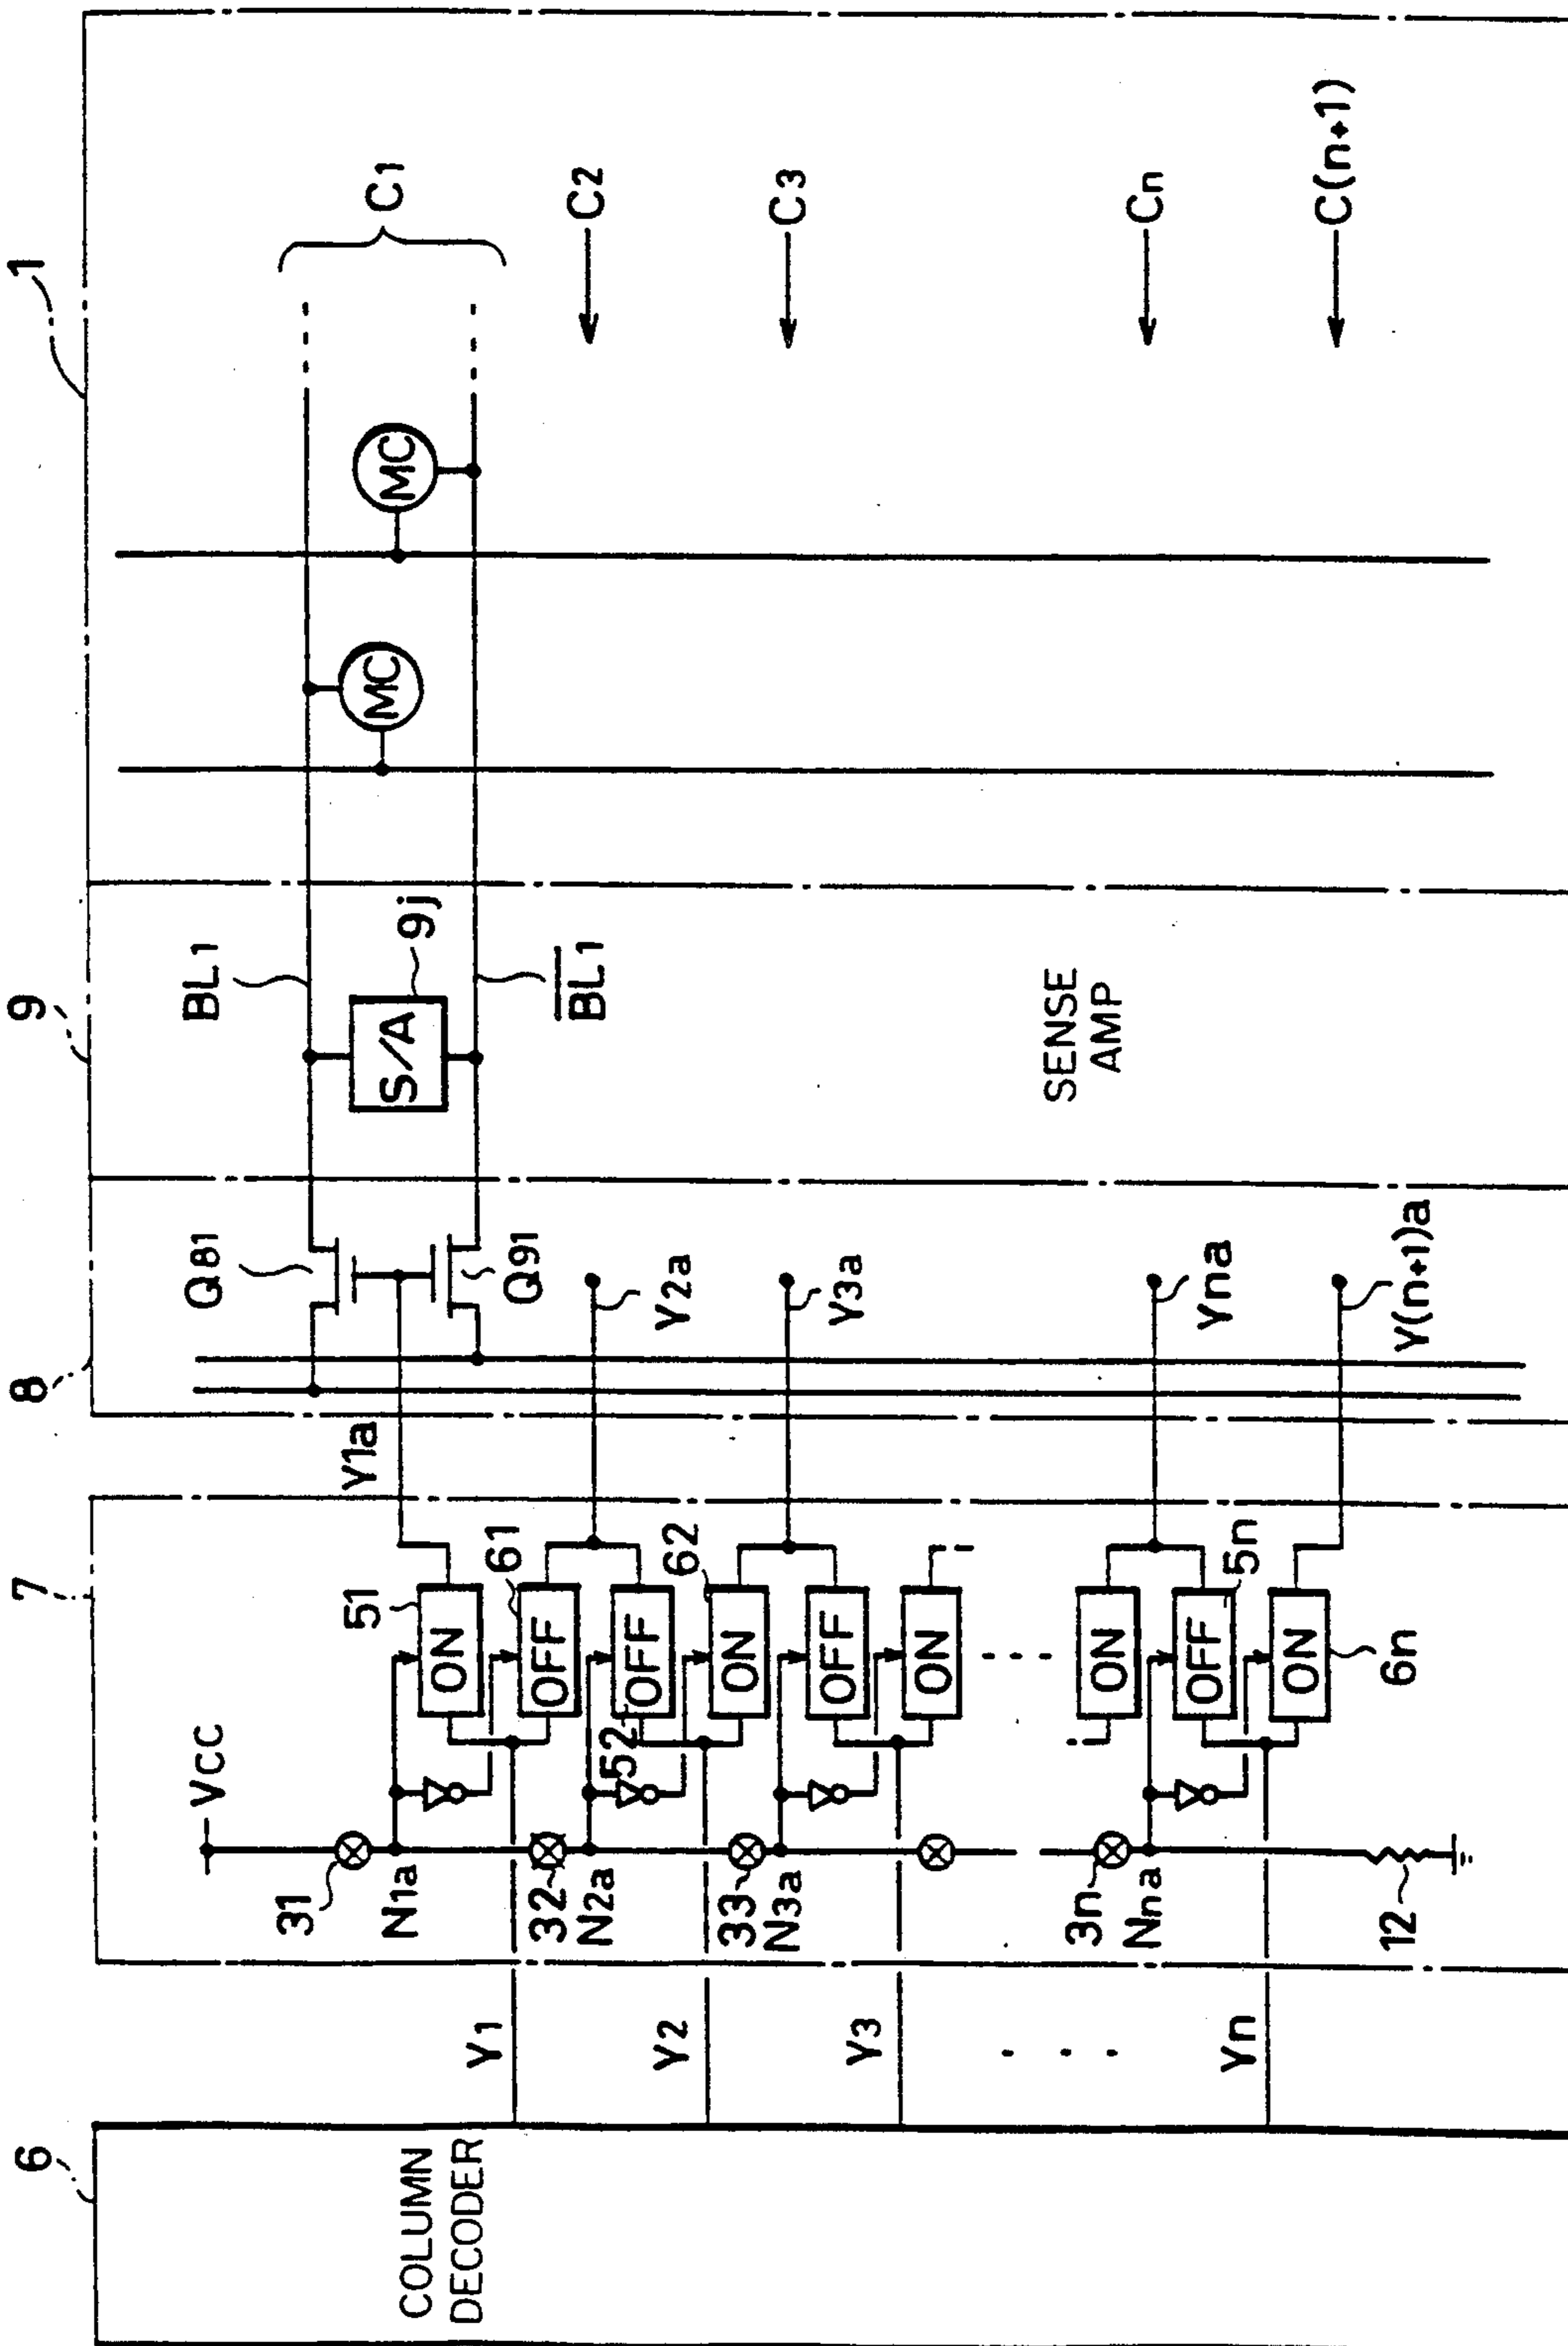 6
7
8
9
1
COLUMN
DECODER
Y1
Y2
Y3
Yn
VCC
31
N1a
32
N2a
33
N3a
3n
Nna
12
51
ON
61
OFF
52
OFF
62
ON
OFF
ON
ON
5n
OFF
6n
ON
Y1a
Y2a
Y3a
Yna
Y(n+1)a
Q81
Q91
BL1
S/A
9j
B̅L̅1̅
SENSE
AMP
MC
MC
C1
C2
C3
Cn
C(n+1)